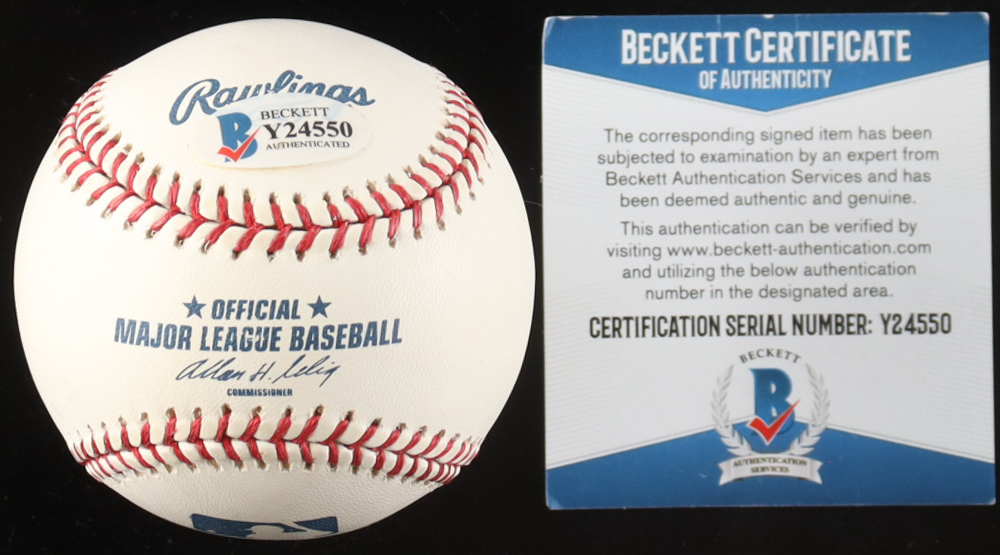 Rawlings
BECKETT
Y24550
AUTHENTICATED
OFFICIAL
MAJOR LEAGUE BASEBALL
Allan H. Selig
COMMISSIONER
BECKETT CERTIFICATE
OF AUTHENTICITY
The corresponding signed item has been
subjected to examination by an expert from
Beckett Authentication Services and has
been deemed authentic and genuine.
This authentication can be verified by
visiting www.beckett-authentication.com
and utilizing the below authentication
number in the designated area.
CERTIFICATION SERIAL NUMBER: Y24550
BECKETT
B
AUTHENTICATION
SERVICES